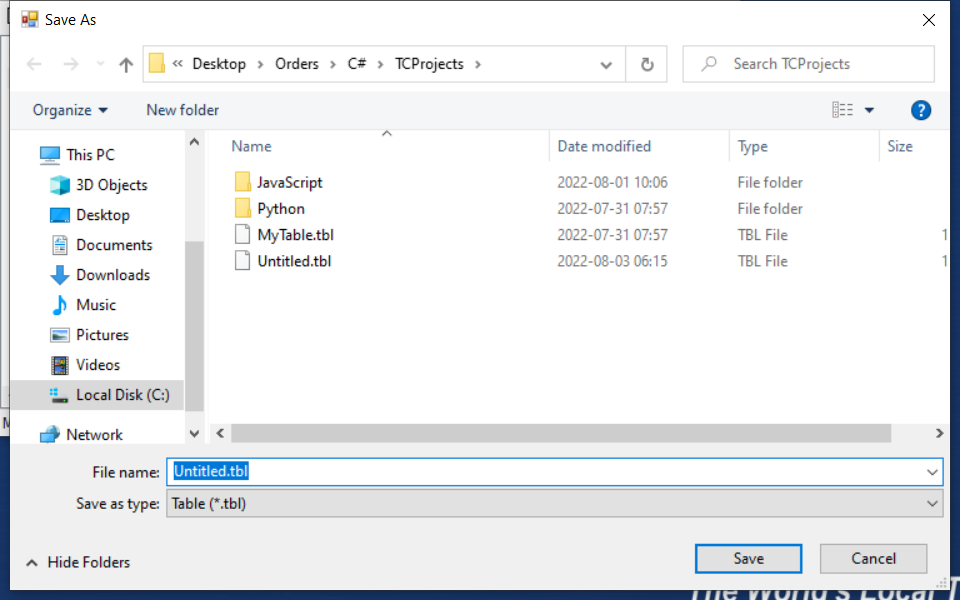 Save As
« Desktop > Orders > C# > TCProjects >
Search TCProjects
Organize
New folder
?
Name Date modified Type Size
This PC
3D Objects
Desktop
Documents
Downloads
Music
Pictures
Videos
Local Disk (C:)
Network
JavaScript 2022-08-01 10:06 File folder
Python 2022-07-31 07:57 File folder
MyTable.tbl 2022-07-31 07:57 TBL File 1
Untitled.tbl 2022-08-03 06:15 TBL File 1
File name: Untitled.tbl
Save as type: Table (*.tbl)
Hide Folders
Save
Cancel
The World's Local